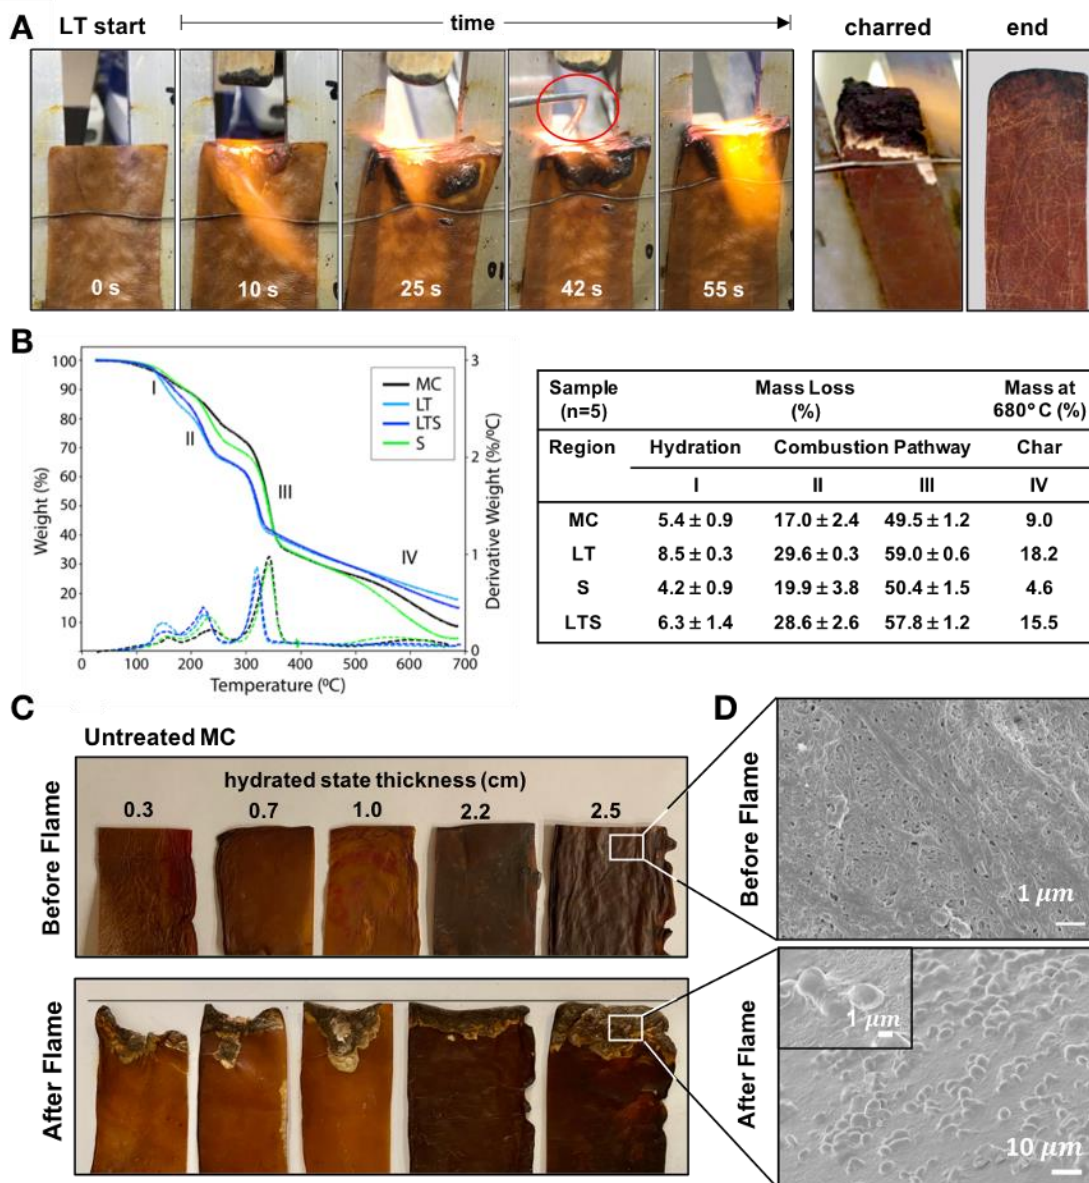 A
LT start
time
charred
end
0 s
10 s
25 s
42 s
55 s
B
100
90
80
70
60
50
40
30
20
10
0
100
200
300
400
500
600
700
3
2
1
0
Weight (%)
Temperature (ºC)
Derivative Weight (%/ºC)
I
II
III
IV
MC
LT
LTS
S
Sample (n=5) Mass Loss (%) Mass at 680° C (%)
Region Hydration Combustion Pathway Char
I II III IV
MC 5.4 ± 0.9 17.0 ± 2.4 49.5 ± 1.2 9.0
LT 8.5 ± 0.3 29.6 ± 0.3 59.0 ± 0.6 18.2
S 4.2 ± 0.9 19.9 ± 3.8 50.4 ± 1.5 4.6
LTS 6.3 ± 1.4 28.6 ± 2.6 57.8 ± 1.2 15.5
C
Untreated MC
Before Flame
hydrated state thickness (cm)
0.3 0.7 1.0 2.2 2.5
After Flame
D
Before Flame
1 μm
After Flame
1 μm
10 μm